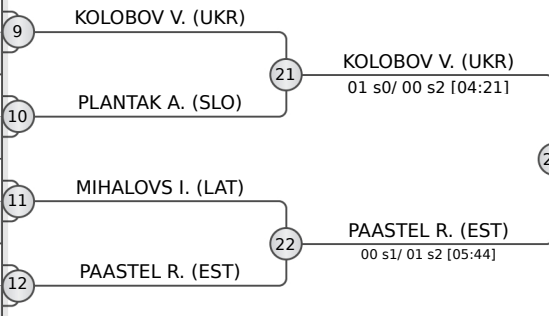 KOLOBOV V. (UKR)
9
21
KOLOBOV V. (UKR)
01 s0/ 00 s2 [04:21]
PLANTAK A. (SLO)
10
2
MIHALOVS I. (LAT)
11
22
PAASTEL R. (EST)
00 s1/ 01 s2 [05:44]
PAASTEL R. (EST)
12